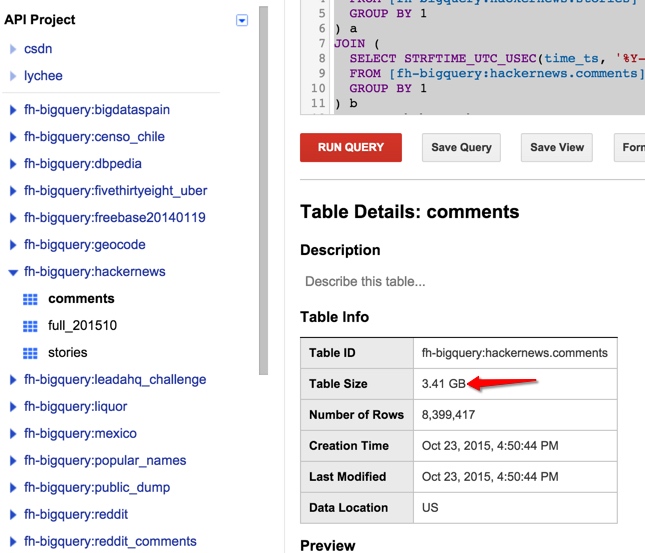 API Project
csdn
lychee
fh-bigquery:bigdataspain
fh-bigquery:censo_chile
fh-bigquery:dbpedia
fh-bigquery:fivethirtyeight_uber
fh-bigquery:freebase20140119
fh-bigquery:geocode
fh-bigquery:hackernews
comments
full_201510
stories
fh-bigquery:leadahq_challenge
fh-bigquery:liquor
fh-bigquery:mexico
fh-bigquery:popular_names
fh-bigquery:public_dump
fh-bigquery:reddit
fh-bigquery:reddit_comments
5 GROUP BY 1
6 ) a
7 JOIN (
8 SELECT STRFTIME_UTC_USEC(time_ts, '%Y-
9 FROM [fh-bigquery:hackernews.comments]
10 GROUP BY 1
11 ) b
RUN QUERY Save Query Save View Form
Table Details: comments
Description
Describe this table...
Table Info
Table ID fh-bigquery:hackernews.comments
Table Size 3.41 GB
Number of Rows 8,399,417
Creation Time Oct 23, 2015, 4:50:44 PM
Last Modified Oct 23, 2015, 4:50:44 PM
Data Location US
Preview